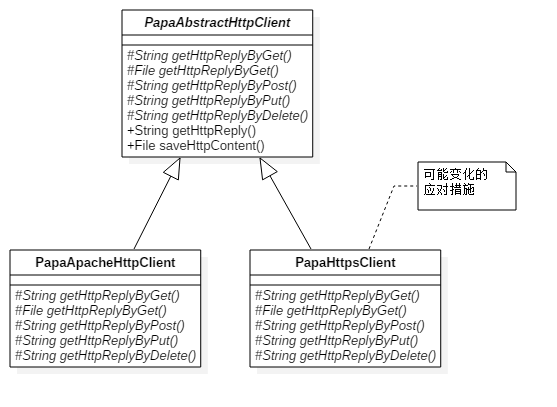 PapaAbstractHttpClient
#String getHttpReplyByGet()
#File getHttpReplyByGet()
#String getHttpReplyByPost()
#String getHttpReplyByPut()
#String getHttpReplyByDelete()
+String getHttpReply()
+File saveHttpContent()
可能变化的
应对措施
PapaApacheHttpClient
#String getHttpReplyByGet()
#File getHttpReplyByGet()
#String getHttpReplyByPost()
#String getHttpReplyByPut()
#String getHttpReplyByDelete()
PapaHttpsClient
#String getHttpReplyByGet()
#File getHttpReplyByGet()
#String getHttpReplyByPost()
#String getHttpReplyByPut()
#String getHttpReplyByDelete()